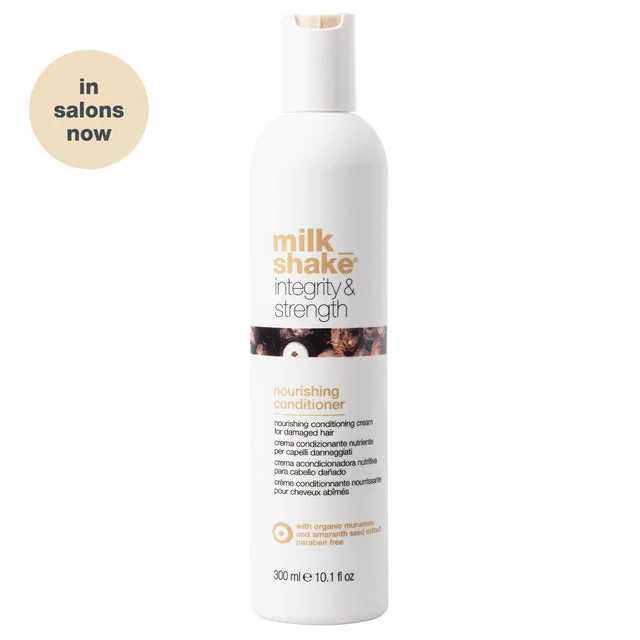 in
salons
now
milk
shakē®
integrity &
strength
nourishing
conditioner
nourishing conditioning cream
for damaged hair
crema condizionante nutriente
per capelli danneggiati
crema acondicionadora nutritiva
para cabello dañado
crème conditionnante nourrissante
pour cheveux abîmés
with organic murumuru
and amaranth seed extract
paraben free
300 ml ℮ 10.1 fl oz